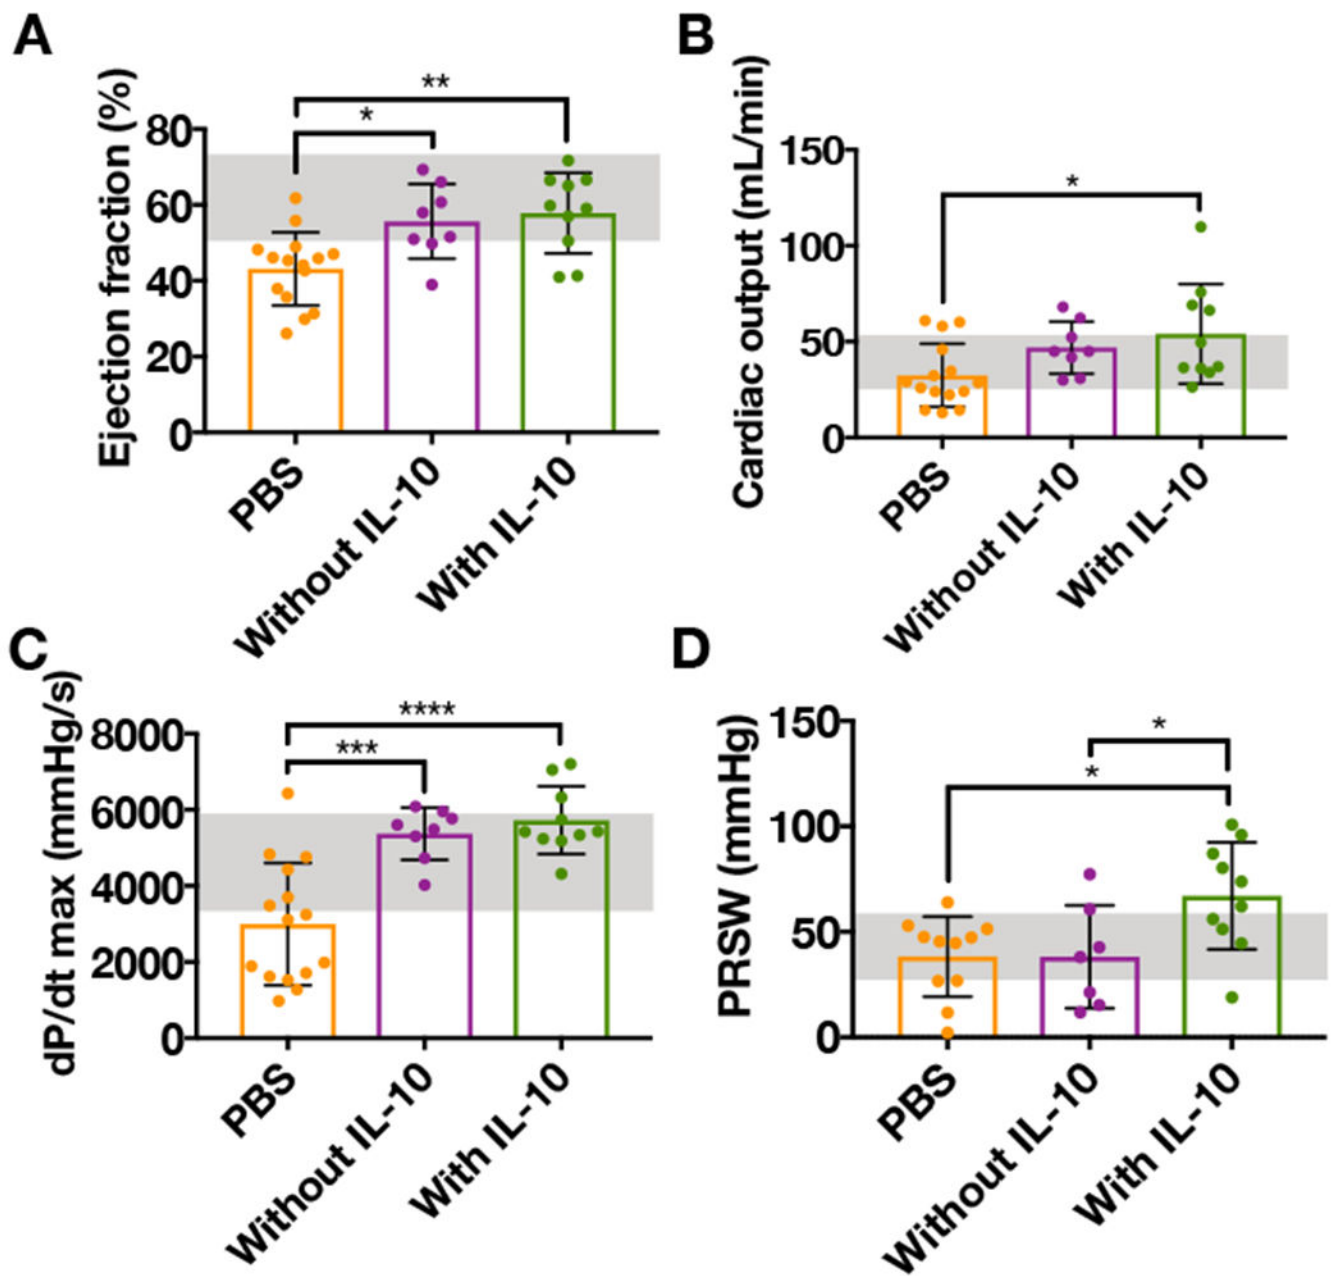 A
Ejection fraction (%)
80
60
40
20
0
**
*
PBS
Without IL-10
With IL-10
B
Cardiac output (mL/min)
150
100
50
0
*
PBS
Without IL-10
With IL-10
C
dP/dt max (mmHg/s)
8000
6000
4000
2000
0
****
***
PBS
Without IL-10
With IL-10
D
PRSW (mmHg)
150
100
50
0
*
*
PBS
Without IL-10
With IL-10